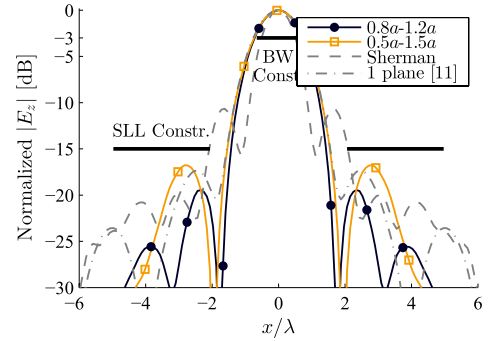 Normalized |E_z| [dB]
0
−3
−5
−10
−15
−20
−25
−30
0.8a-1.2a
0.5a-1.5a
Sherman
1 plane [11]
BW
Const
SLL Constr.
−6
−4
−2
0
2
4
6
x/λ